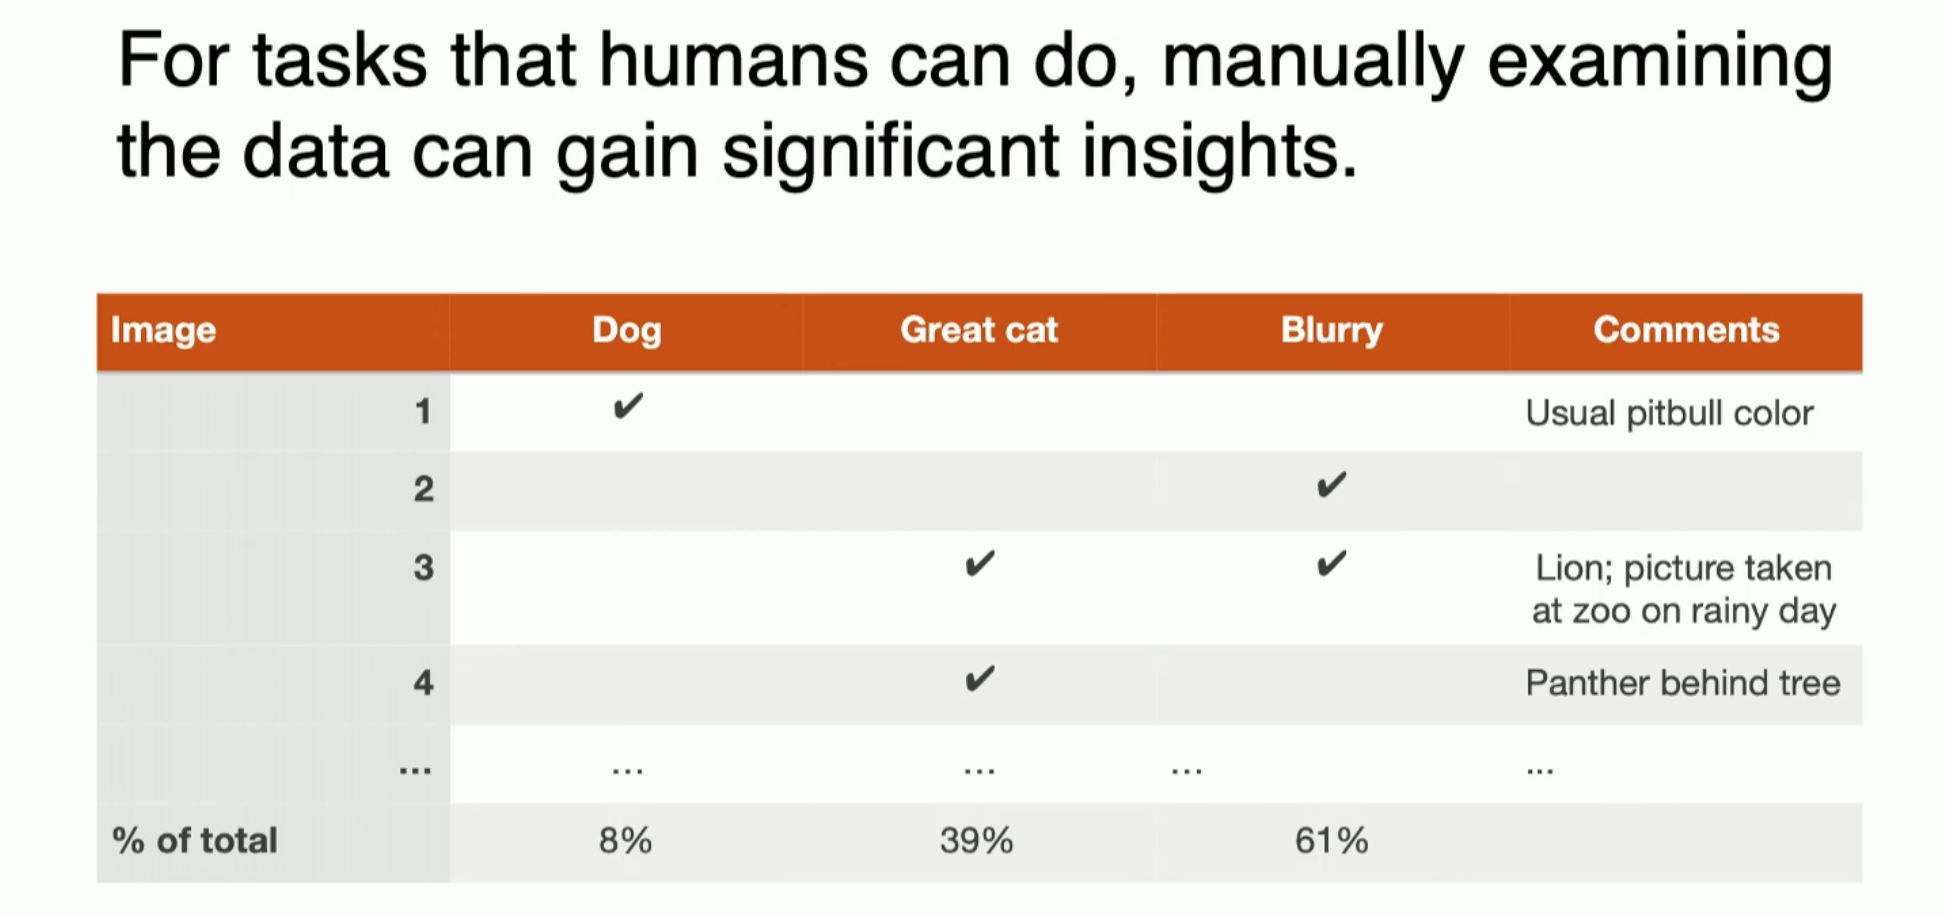 For tasks that humans can do, manually examining
the data can gain significant insights.
Image Dog Great cat Blurry Comments
1 ✔ Usual pitbull color
2 ✔
3 ✔ ✔ Lion; picture taken
at zoo on rainy day
4 ✔ Panther behind tree
... ... ... ... ...
% of total 8% 39% 61%